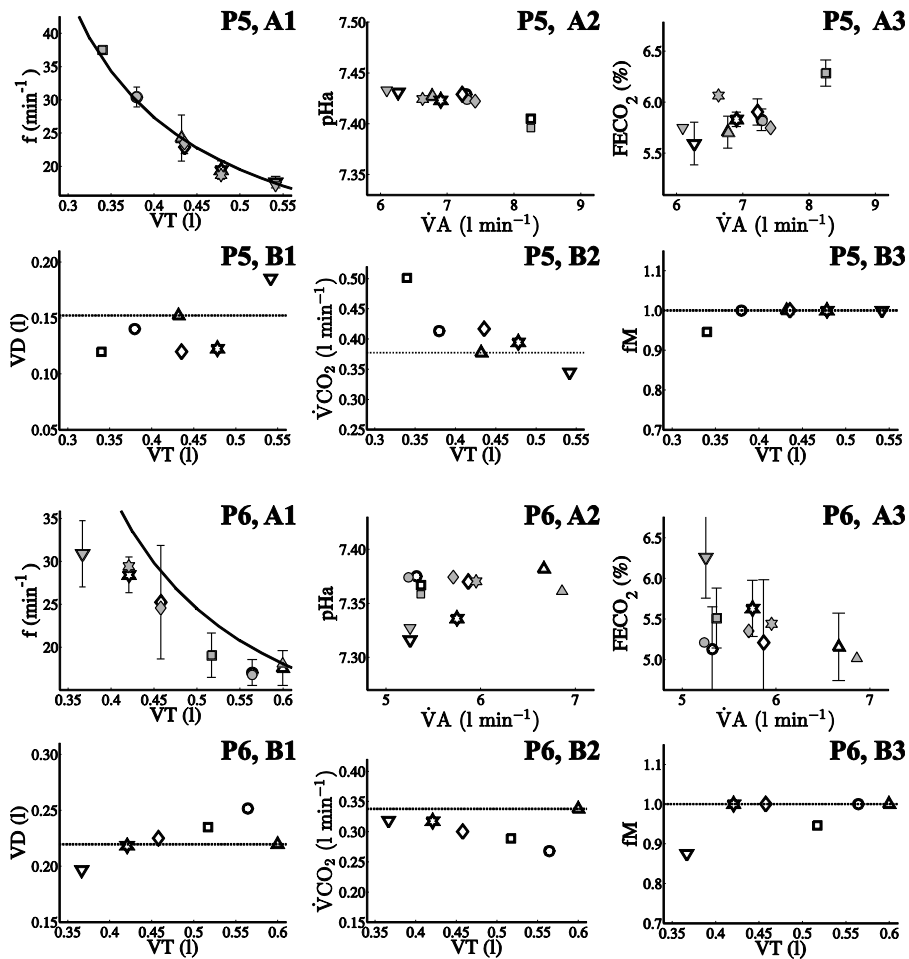 P5, A1
40
35
30
25
20
f (min⁻¹)
0.3 0.35 0.4 0.45 0.5 0.55
VT (l)
P5, A2
7.50
7.45
7.40
7.35
pHa
6 7 8 9
V̇A (l min⁻¹)
P5, A3
6.5
6.0
5.5
FECO₂ (%)
6 7 8 9
V̇A (l min⁻¹)
P5, B1
0.20
0.15
0.10
0.05
VD (l)
0.3 0.35 0.4 0.45 0.5 0.55
VT (l)
P5, B2
0.50
0.45
0.40
0.35
0.30
0.25
V̇CO₂ (l min⁻¹)
0.3 0.35 0.4 0.45 0.5 0.55
VT (l)
P5, B3
1.1
1.0
0.9
0.8
0.7
fM
0.3 0.35 0.4 0.45 0.5 0.55
VT (l)
P6, A1
35
30
25
20
f (min⁻¹)
0.35 0.4 0.45 0.5 0.55 0.6
VT (l)
P6, A2
7.40
7.35
7.30
pHa
5 6 7
V̇A (l min⁻¹)
P6, A3
6.5
6.0
5.5
5.0
FECO₂ (%)
5 6 7
V̇A (l min⁻¹)
P6, B1
0.30
0.25
0.20
0.15
VD (l)
0.35 0.4 0.45 0.5 0.55 0.6
VT (l)
P6, B2
0.40
0.35
0.30
0.25
0.20
0.15
V̇CO₂ (l min⁻¹)
0.35 0.4 0.45 0.5 0.55 0.6
VT (l)
P6, B3
1.1
1.0
0.9
0.8
0.7
fM
0.35 0.4 0.45 0.5 0.55 0.6
VT (l)